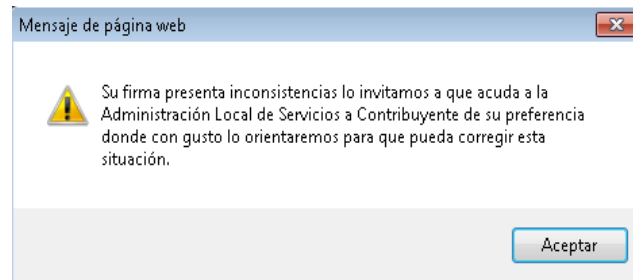 Mensaje de página web
Su firma presenta inconsistencias lo invitamos a que acuda a la
Administración Local de Servicios a Contribuyente de su preferencia
donde con gusto lo orientaremos para que pueda corregir esta
situación.
Aceptar